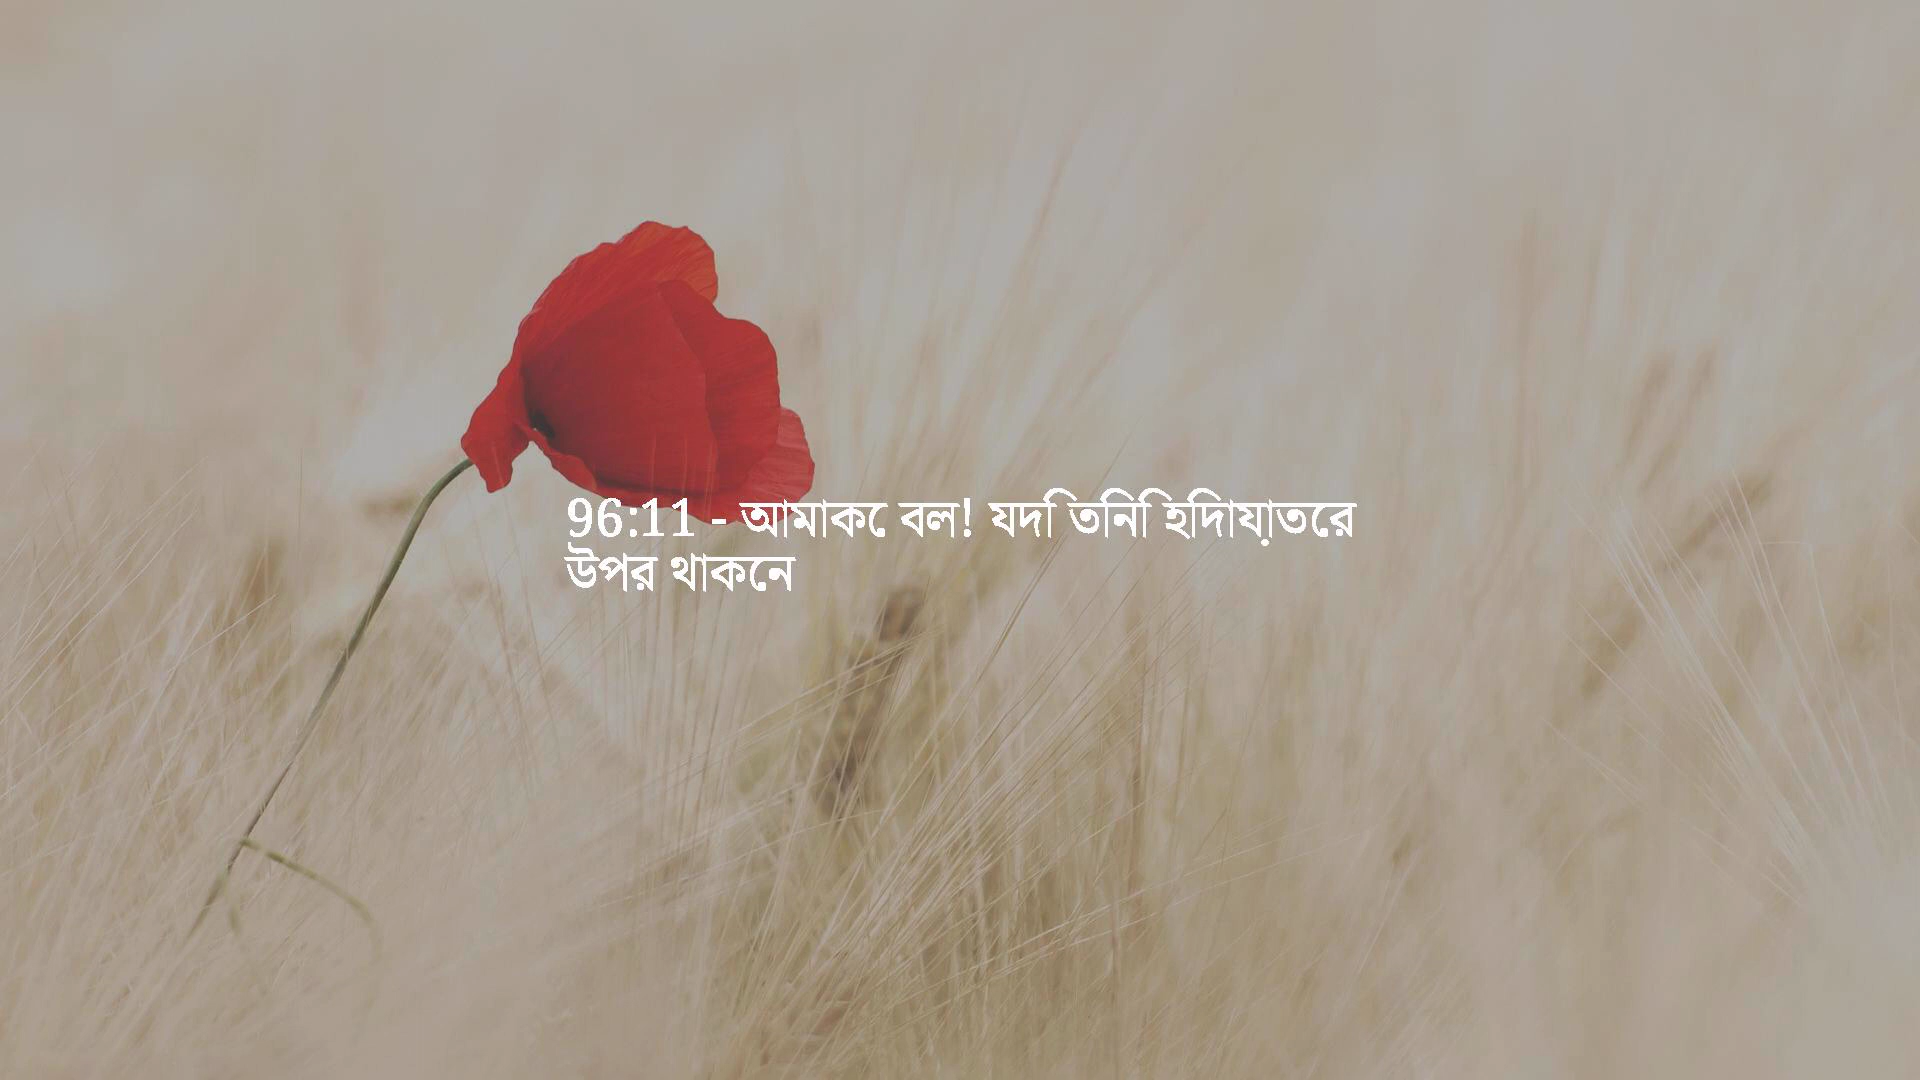 96:11 - আমাকে বল! যদি তিনি হিদায়াতের
উপর থাকেন